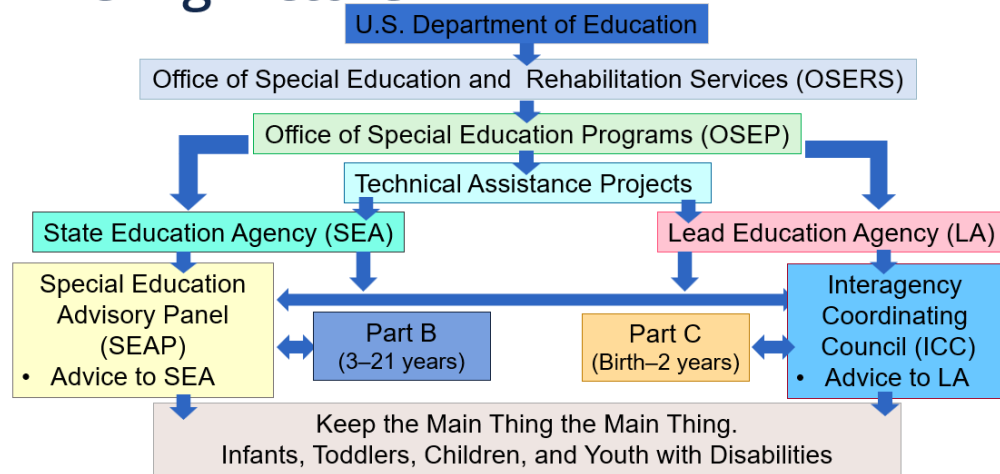 U.S. Department of Education
Office of Special Education and Rehabilitation Services (OSERS)
Office of Special Education Programs (OSEP)
Technical Assistance Projects
State Education Agency (SEA)
Lead Education Agency (LA)
Special Education
Advisory Panel
(SEAP)
• Advice to SEA
Part B
(3–21 years)
Part C
(Birth–2 years)
Interagency
Coordinating
Council (ICC)
• Advice to LA
Keep the Main Thing the Main Thing.
Infants, Toddlers, Children, and Youth with Disabilities